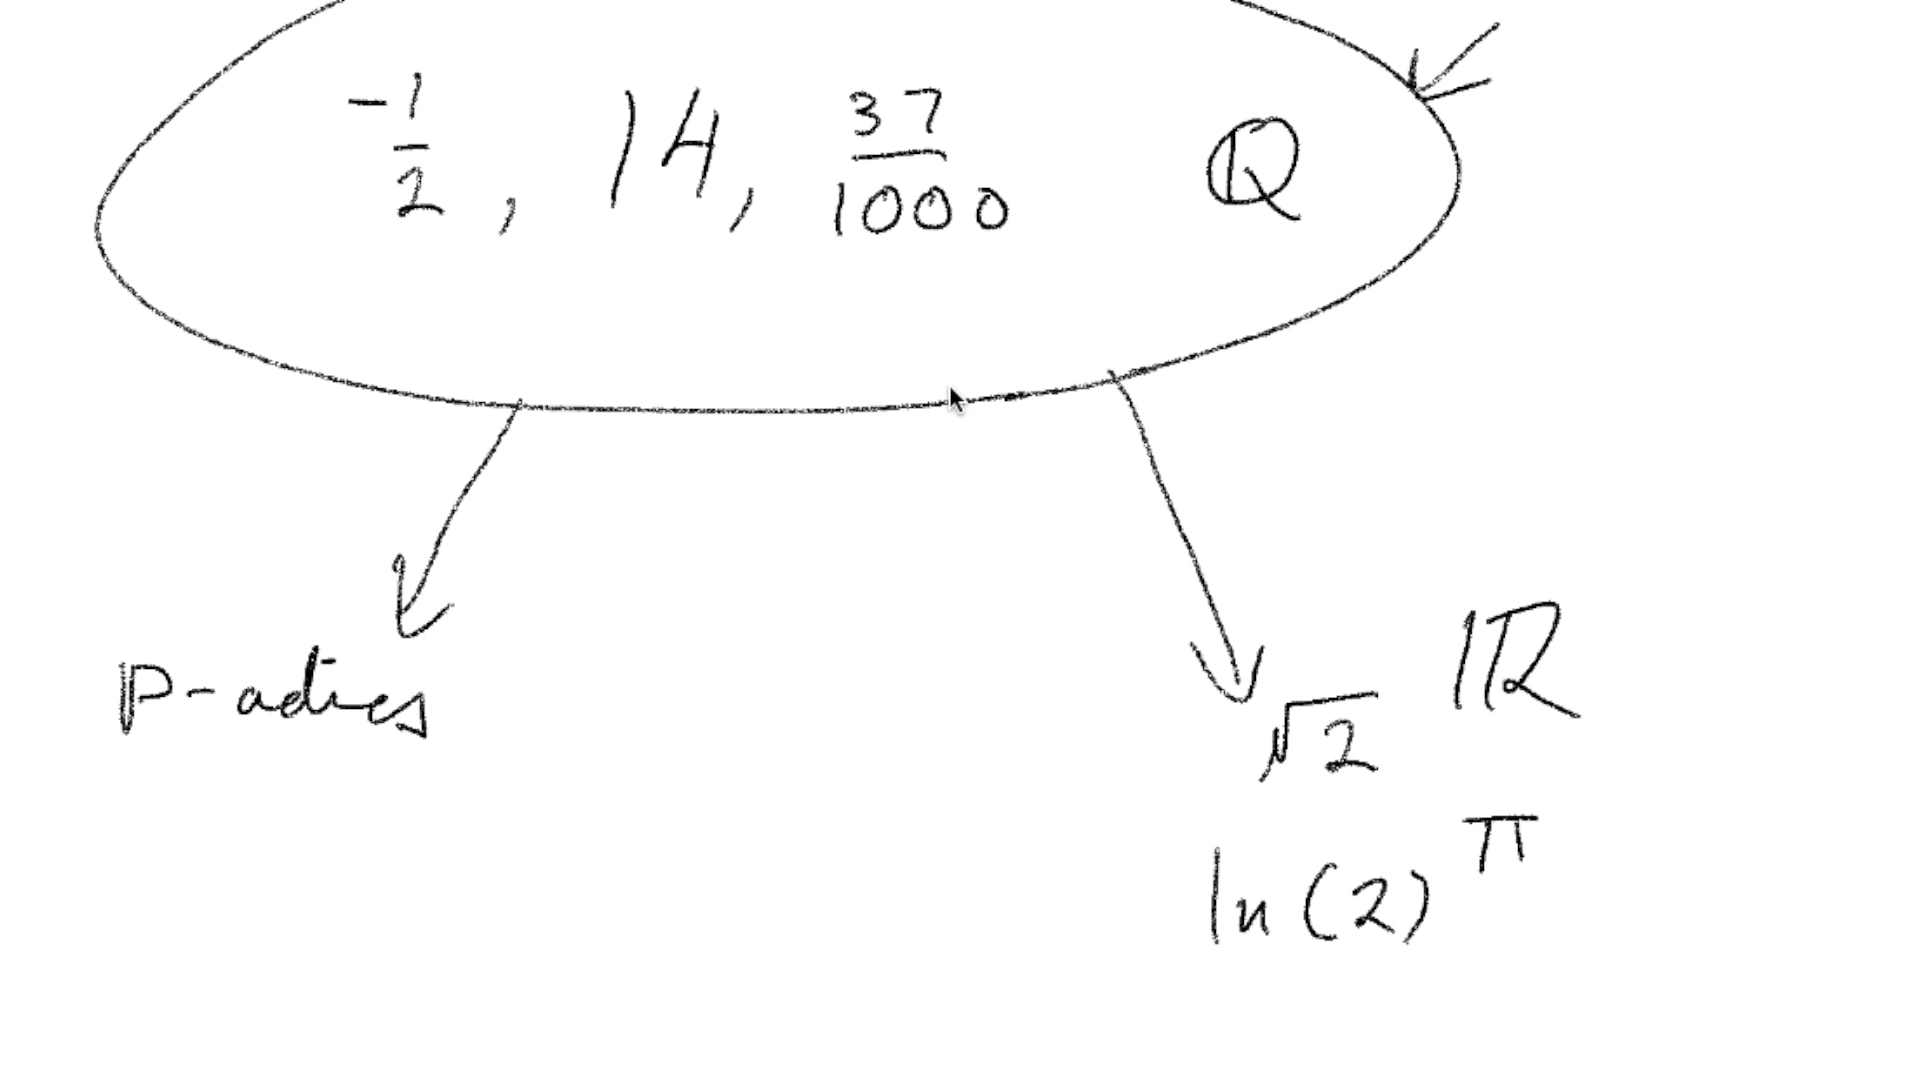 -1/2, 14, 37/1000 ℚ
p-adics
√2 ℝ
π
ln(2)